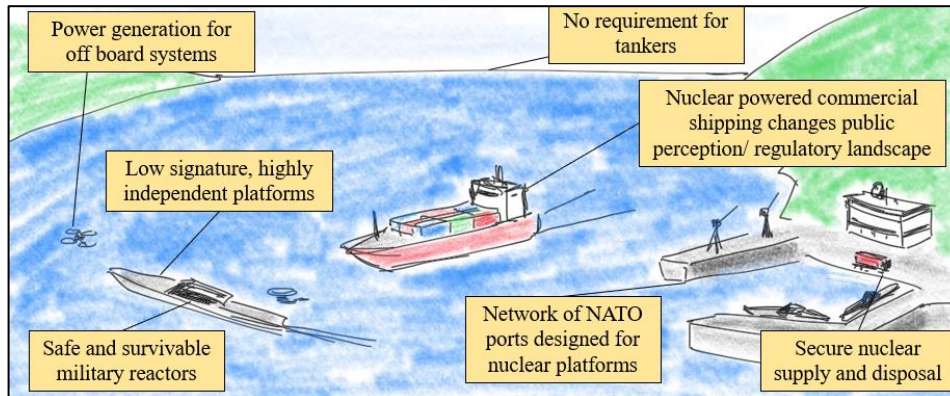 Power generation for
off board systems
No requirement for
tankers
Nuclear powered commercial
shipping changes public
perception/ regulatory landscape
Low signature, highly
independent platforms
Safe and survivable
military reactors
Network of NATO
ports designed for
nuclear platforms
Secure nuclear
supply and disposal